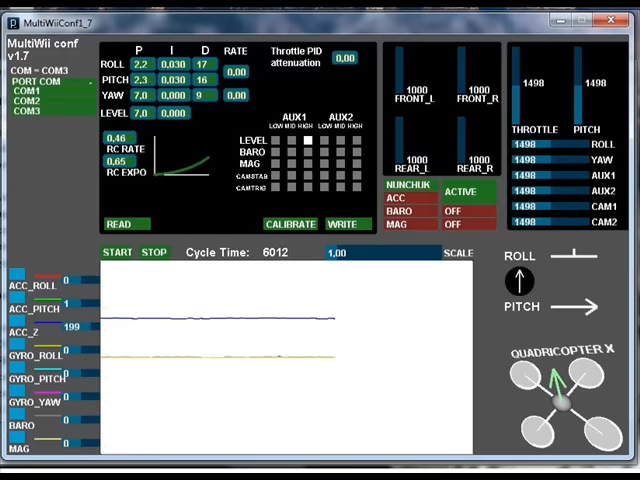 MultiWiiConf1_7
MultiWii conf
v1.7
COM = COM3
PORT COM -
COM1
COM2
COM3
P I D RATE
ROLL 2,2 0,030 17
0,00
PITCH 2,3 0,030 16
YAW 7,0 0,000 9 0,00
LEVEL 7,0 0,000
Throttle PID
attenuation 0,00
0,46
RC RATE
0,65
RC EXPO
AUX1 AUX2
LOW MID HIGH LOW MID HIGH
LEVEL
BARO
MAG
CAMSTAB
CAMTRIG
READ CALIBRATE WRITE
1000
FRONT_L
1000
FRONT_R
1000
REAR_L
1000
REAR_R
NUNCHUK ACTIVE
ACC
BARO OFF
MAG OFF
1498 1498
THROTTLE PITCH
1498 ROLL
1498 YAW
1498 AUX1
1498 AUX2
1498 CAM1
1498 CAM2
START STOP Cycle Time: 6012 1,00 SCALE
ACC_ROLL 0
ACC_PITCH 1
ACC_Z 199
GYRO_ROLL 0
GYRO_PITCH 0
GYRO_YAW 0
BARO 0
MAG 0
ROLL
PITCH
QUADRICOPTER X